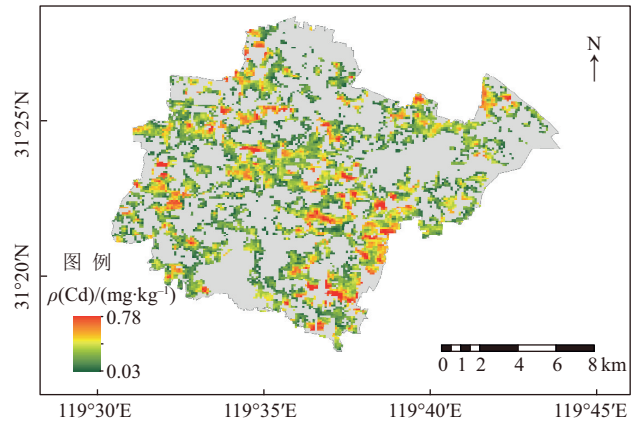 N
31°25′N
31°20′N
图 例
ρ(Cd)/(mg·kg⁻¹)
0.78
0.03
0 1 2 4 6 8 km
119°30′E 119°35′E 119°40′E 119°45′E